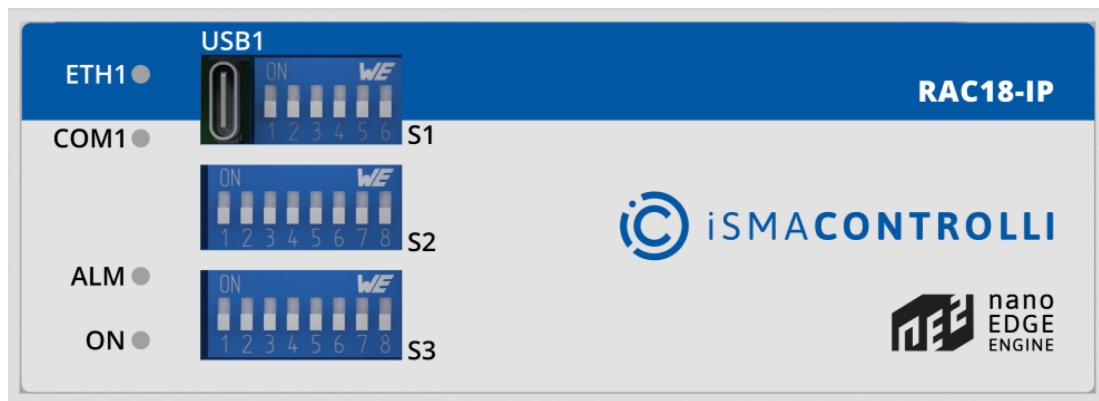 USB1
ETH1
ON WE
1 2 3 4 5 6
S1
RAC18-IP
COM1
ON WE
1 2 3 4 5 6 7 8
S2
iSMACONTROLLI
ALM
ON WE
1 2 3 4 5 6 7 8
S3
ON
nano
EDGE
ENGINE